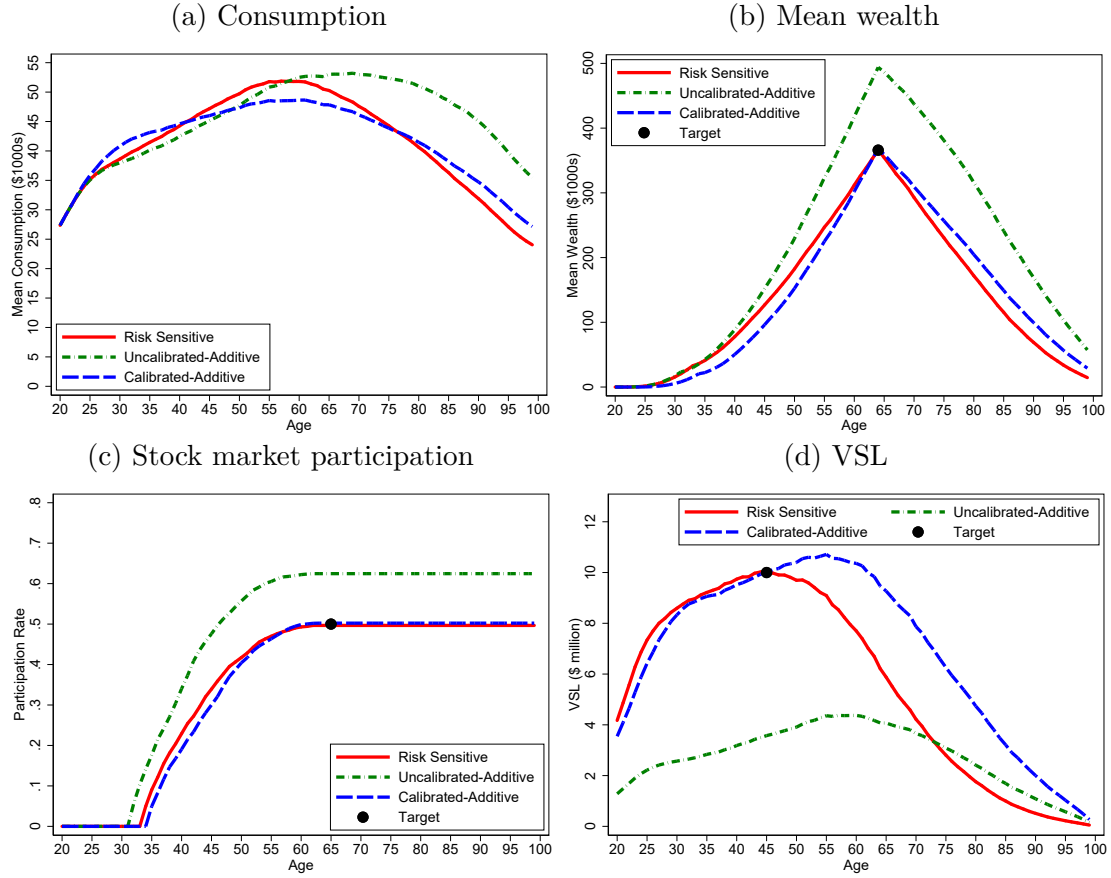 (a) Consumption
Mean Consumption ($1000s)
55
50
45
40
35
30
25
20
15
10
5
0
Risk Sensitive
Uncalibrated-Additive
Calibrated-Additive
20 25 30 35 40 45 50 55 60 65 70 75 80 85 90 95 100
Age
(b) Mean wealth
Mean Wealth ($1000s)
500
400
300
200
100
0
Risk Sensitive
Uncalibrated-Additive
Calibrated-Additive
Target
20 25 30 35 40 45 50 55 60 65 70 75 80 85 90 95 100
Age
(c) Stock market participation
Participation Rate
.8
.7
.6
.5
.4
.3
.2
.1
0
Risk Sensitive
Uncalibrated-Additive
Calibrated-Additive
Target
20 25 30 35 40 45 50 55 60 65 70 75 80 85 90 95 100
Age
(d) VSL
VSL ($ million)
12
10
8
6
4
2
0
Risk Sensitive Uncalibrated-Additive
Calibrated-Additive Target
20 25 30 35 40 45 50 55 60 65 70 75 80 85 90 95 100
Age